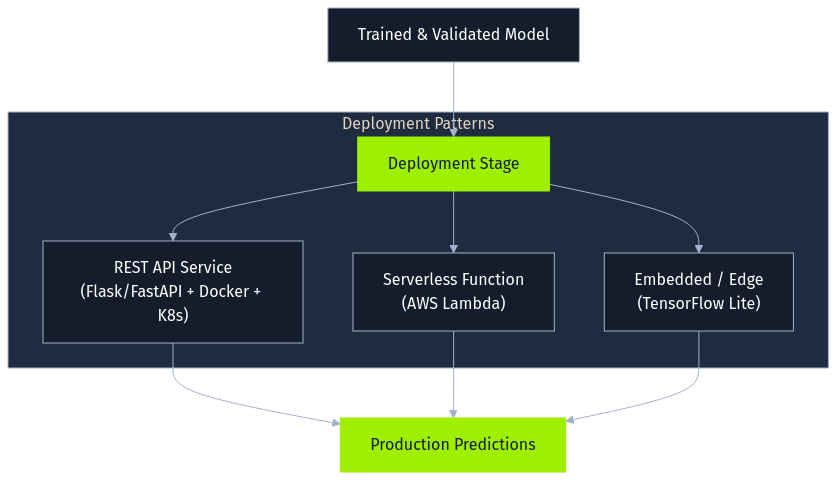 Trained & Validated Model
Deployment Patterns
Deployment Stage
REST API Service
(Flask/FastAPI + Docker +
K8s)
Serverless Function
(AWS Lambda)
Embedded / Edge
(TensorFlow Lite)
Production Predictions